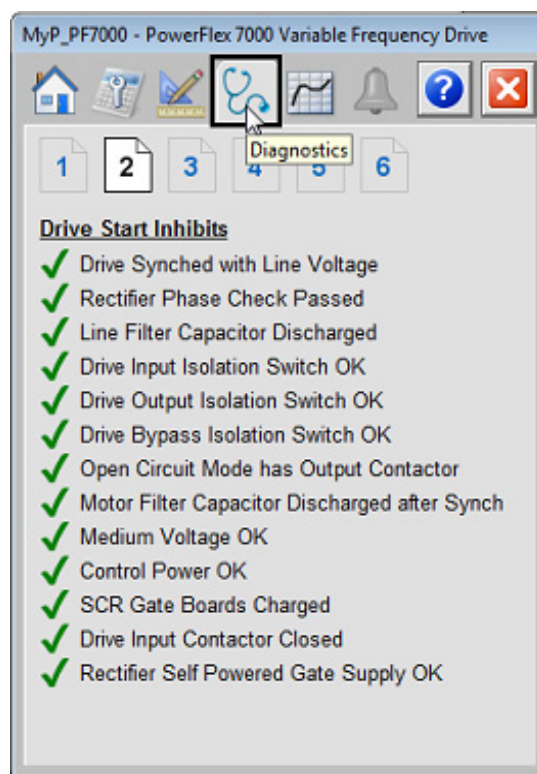 MyP_PF7000 - PowerFlex 7000 Variable Frequency Drive
?
Diagnostics
1 2 3 4 5 6
Drive Start Inhibits
Drive Synched with Line Voltage
Rectifier Phase Check Passed
Line Filter Capacitor Discharged
Drive Input Isolation Switch OK
Drive Output Isolation Switch OK
Drive Bypass Isolation Switch OK
Open Circuit Mode has Output Contactor
Motor Filter Capacitor Discharged after Synch
Medium Voltage OK
Control Power OK
SCR Gate Boards Charged
Drive Input Contactor Closed
Rectifier Self Powered Gate Supply OK